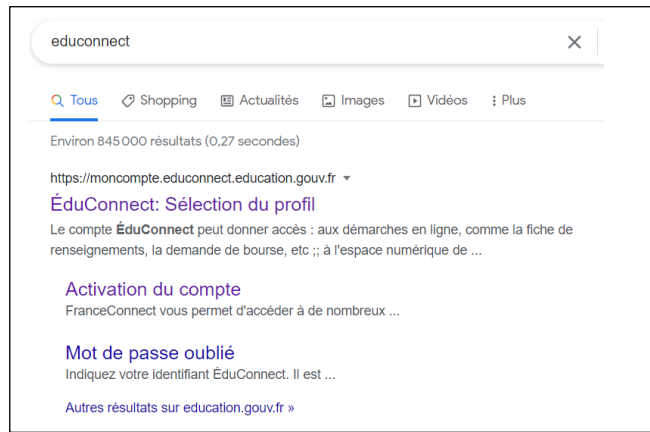 educonnect
Tous Shopping Actualités Images Vidéos Plus
Environ 845 000 résultats (0,27 secondes)
https://moncompte.educonnect.education.gouv.fr
ÉduConnect: Sélection du profil
Le compte ÉduConnect peut donner accès : aux démarches en ligne, comme la fiche de
renseignements, la demande de bourse, etc ;; à l'espace numérique de ...
Activation du compte
FranceConnect vous permet d'accéder à de nombreux ...
Mot de passe oublié
Indiquez votre identifiant ÉduConnect. Il est ...
Autres résultats sur education.gouv.fr »